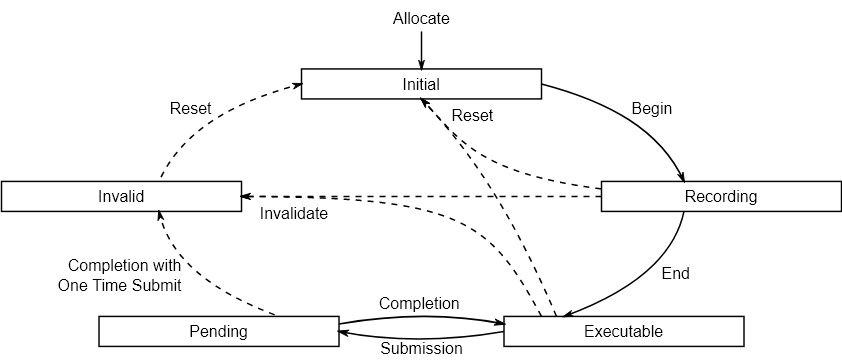 Allocate
Initial
Reset
Reset
Begin
Invalid
Recording
Invalidate
Completion with
One Time Submit
End
Completion
Pending
Executable
Submission